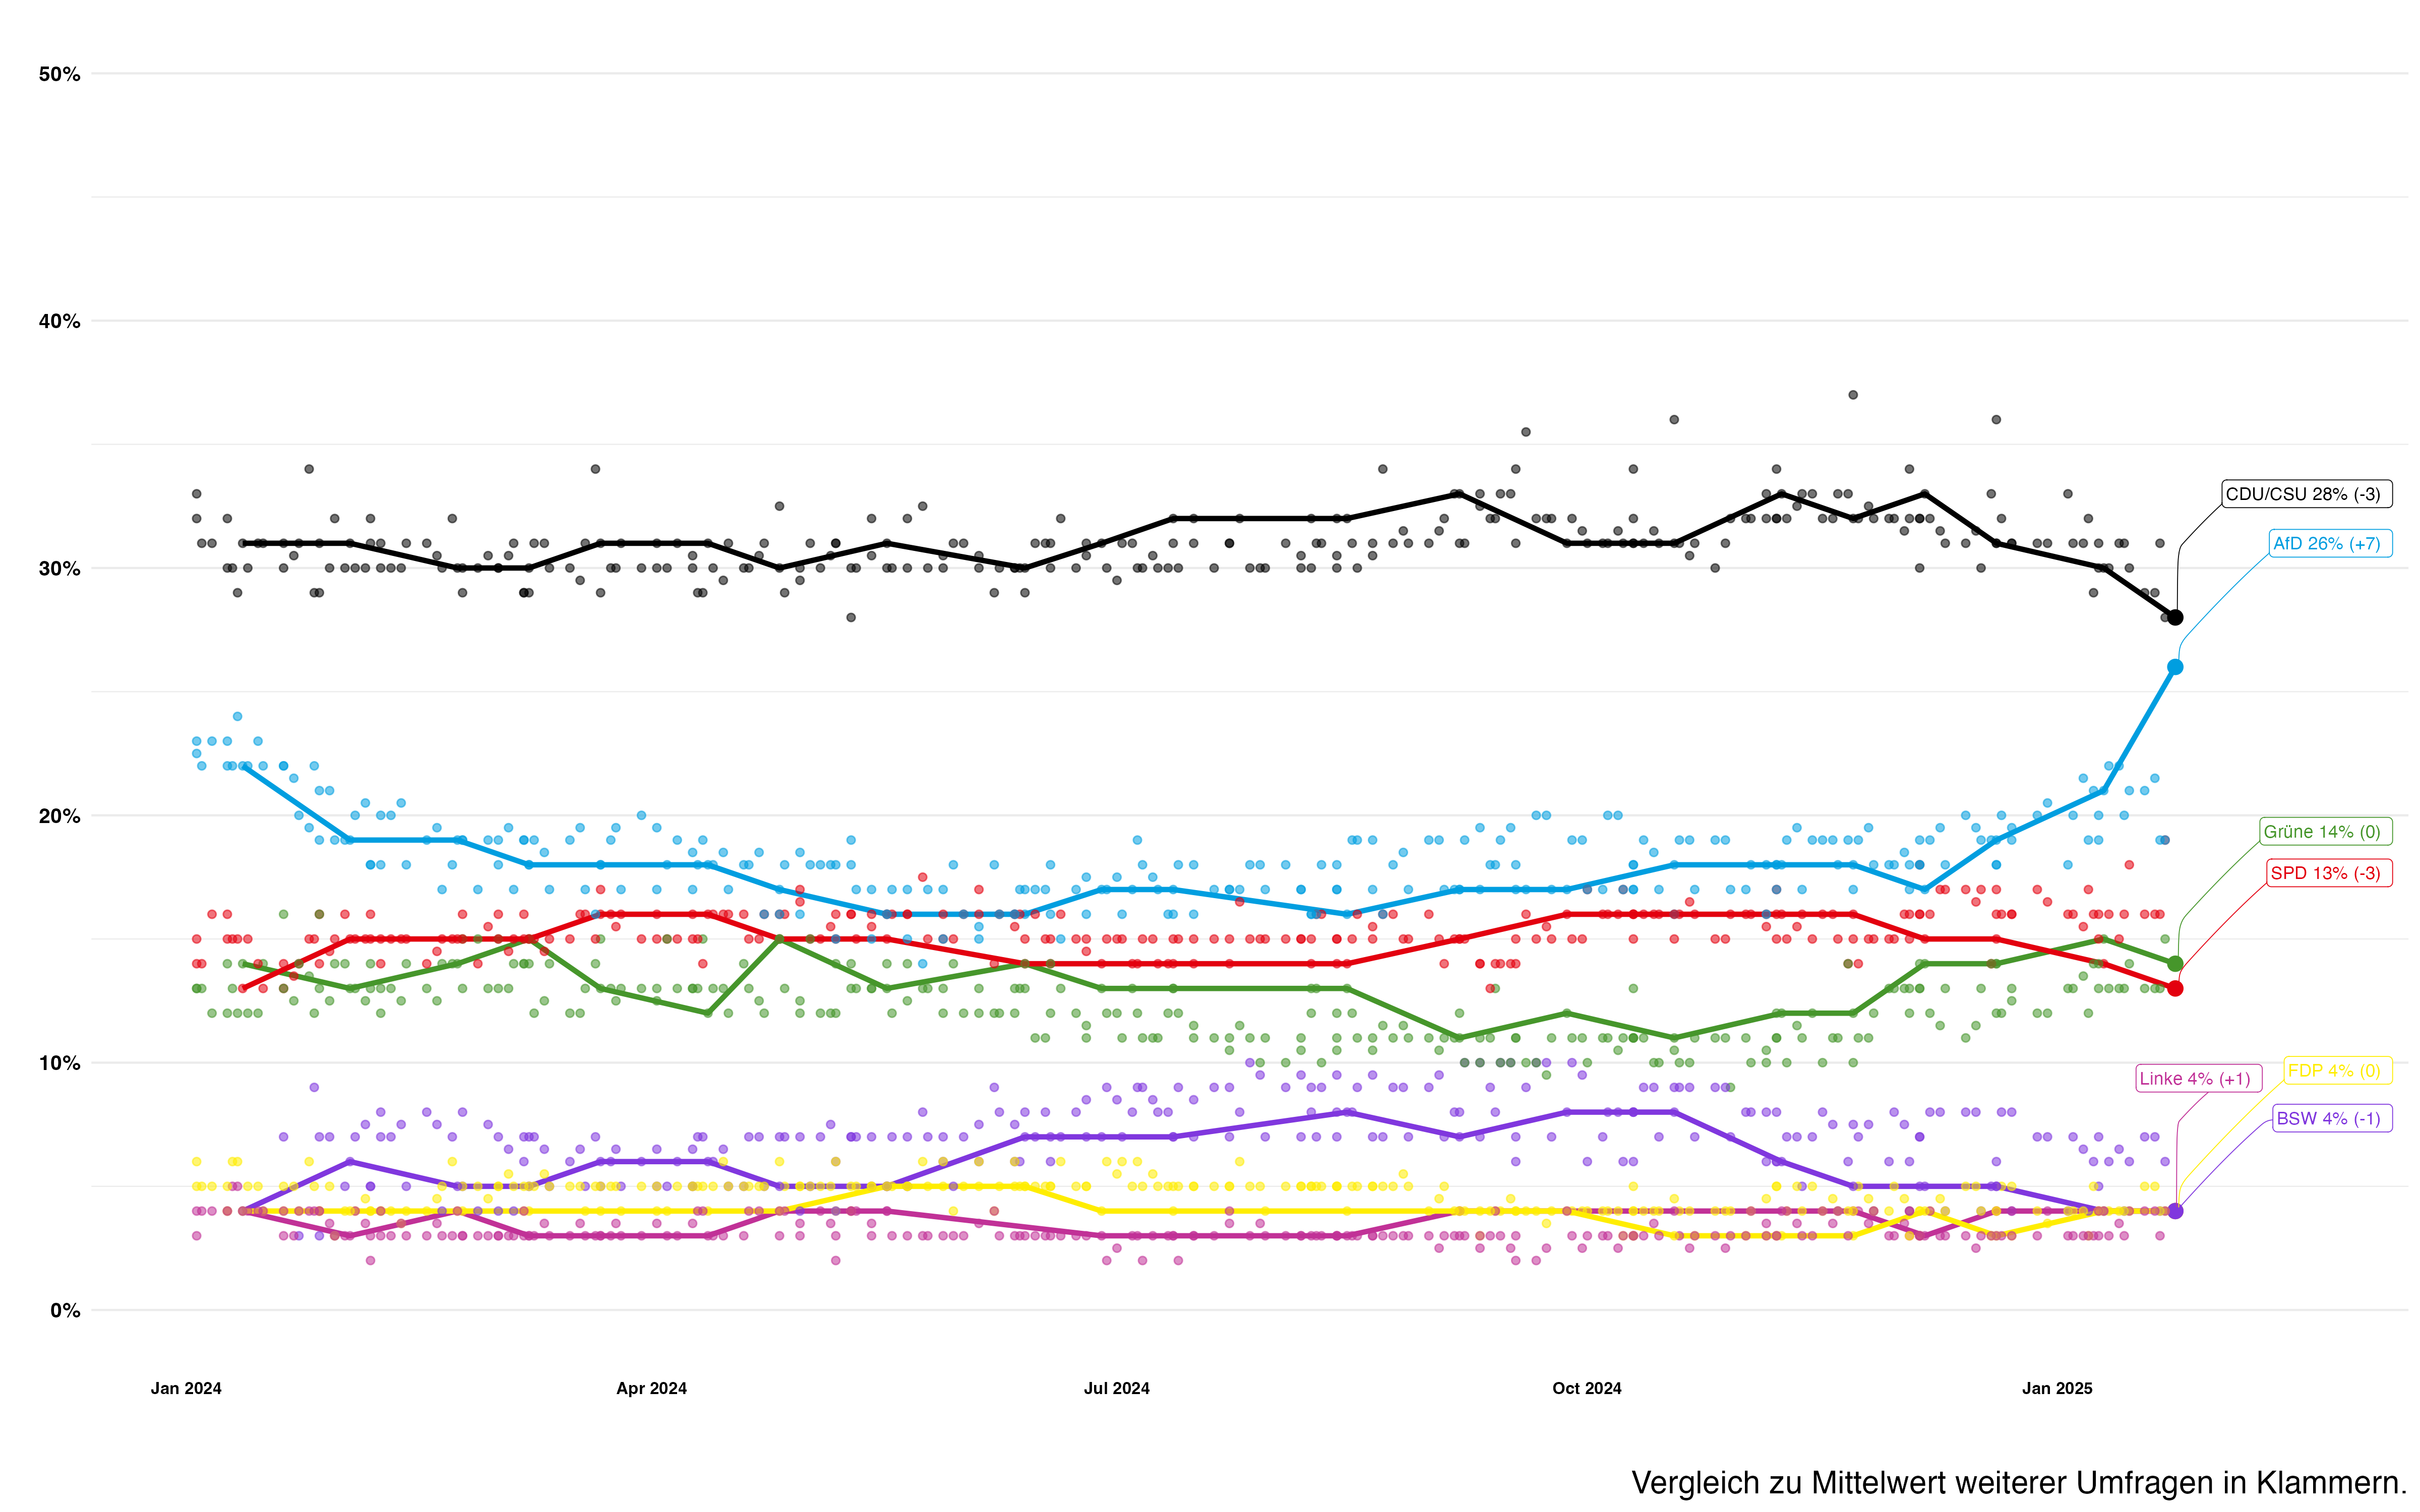 50%
40%
30%
20%
10%
0%
CDU/CSU 28% (-3)
AfD 26% (+7)
Grüne 14% (0)
SPD 13% (-3)
FDP 4% (0)
Linke 4% (+1)
BSW 4% (-1)
Jan 2024
Apr 2024
Jul 2024
Oct 2024
Jan 2025
Vergleich zu Mittelwert weiterer Umfragen in Klammern.